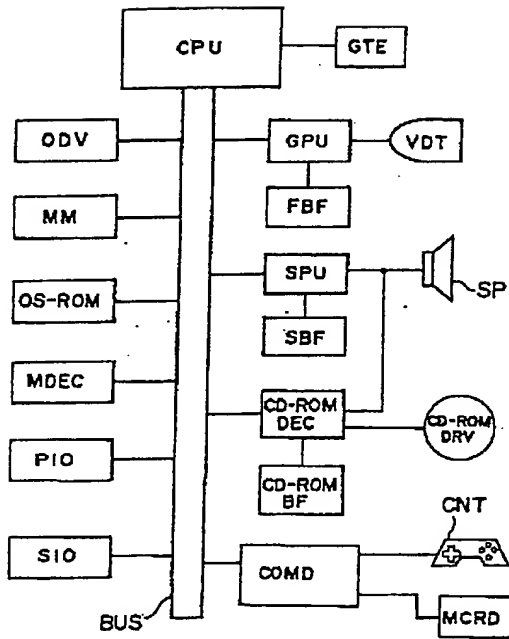 CPU
GTE
ODV
GPU
VDT
MM
FBF
SPU
SP
OS-ROM
SBF
MDEC
CD-ROM
DEC
CD-ROM
DRV
PIO
CD-ROM
BF
CNT
SIO
COMD
BUS
MCRD